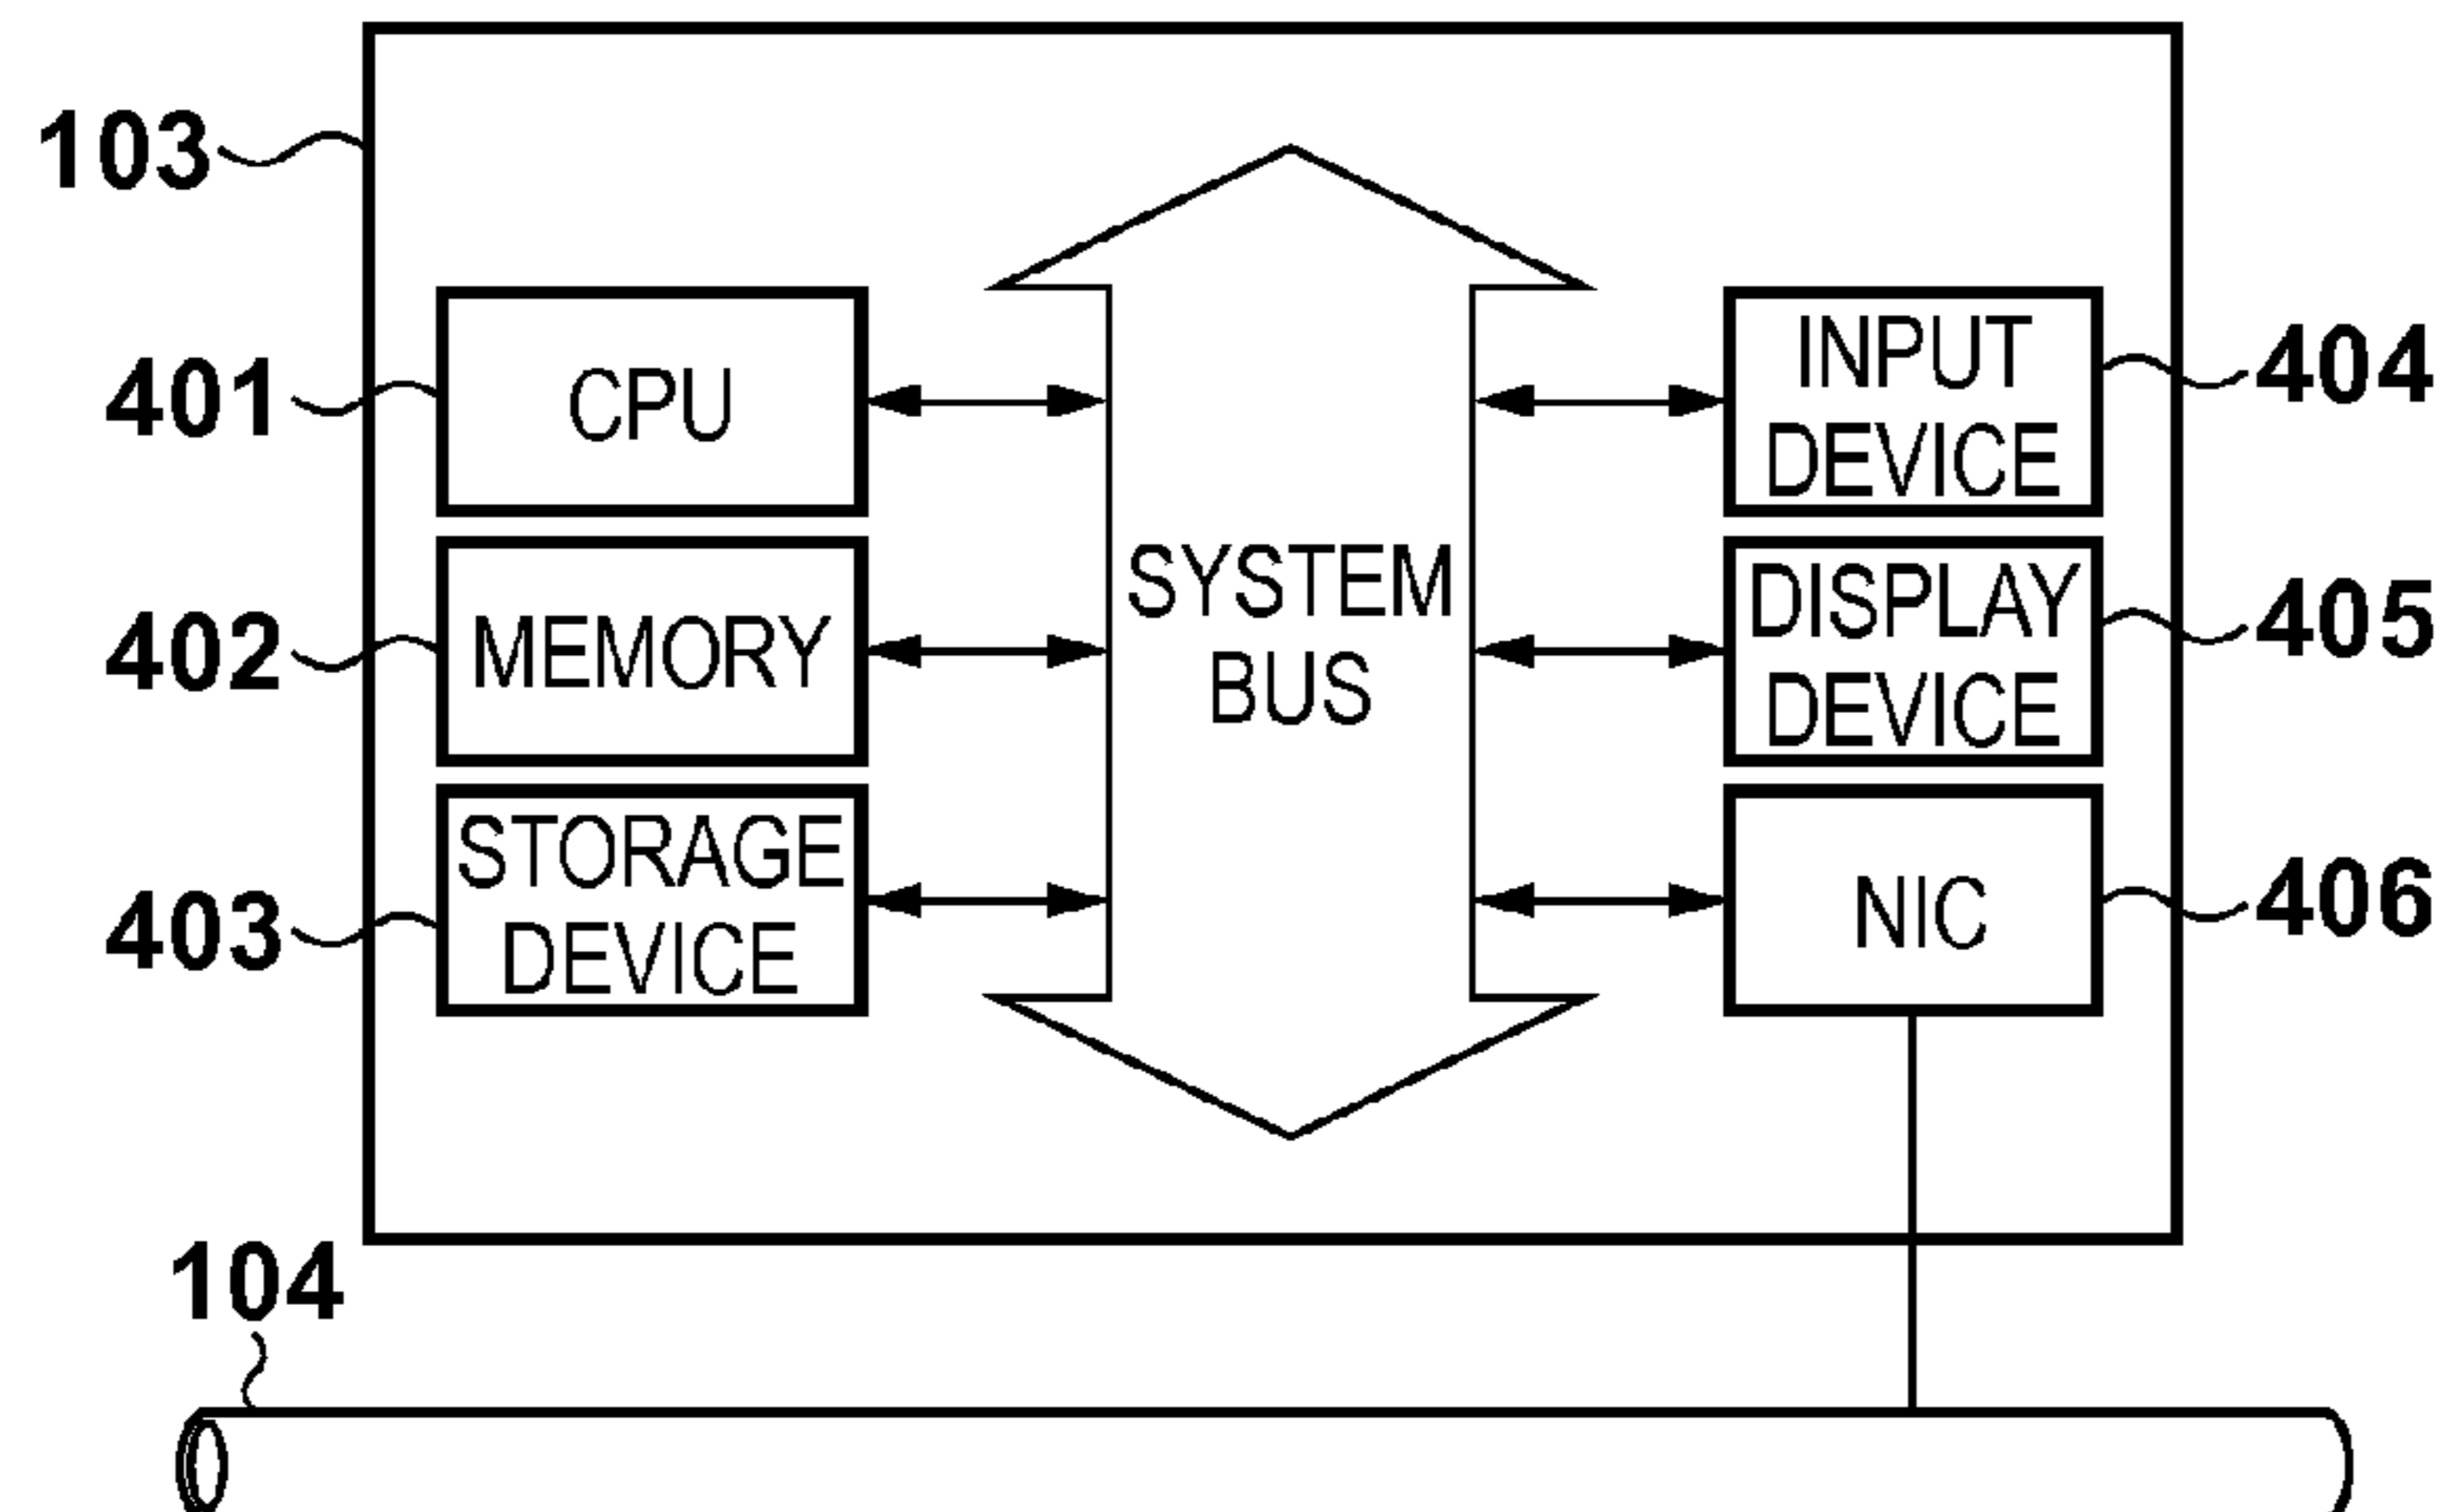 103
401
CPU
402
MEMORY
403
STORAGE
DEVICE
SYSTEM
BUS
INPUT
DEVICE
404
DISPLAY
DEVICE
405
NIC
406
104